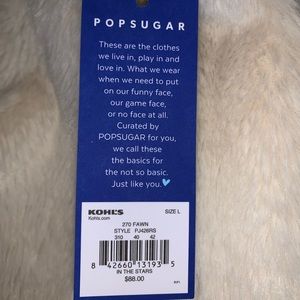 POPSUGAR
These are the clothes
we live in, play in and
love in. What we wear
when we need to put
on our funny face,
our game face,
or no face at all.
Curated by
POPSUGAR for you,
we call these
the basics for
the not so basic.
Just like you.
KOHL'S SIZE L
Kohls.com
270 FAWN
STYLE PJ426RS
310 40 42
8 42660 13193 5
IN THE STARS
$88.00